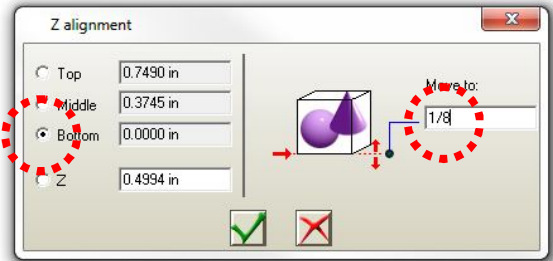 Z alignment
Top 0.7490 in
Middle 0.3745 in
Bottom 0.0000 in
Z 0.4994 in
Move to:
1/8